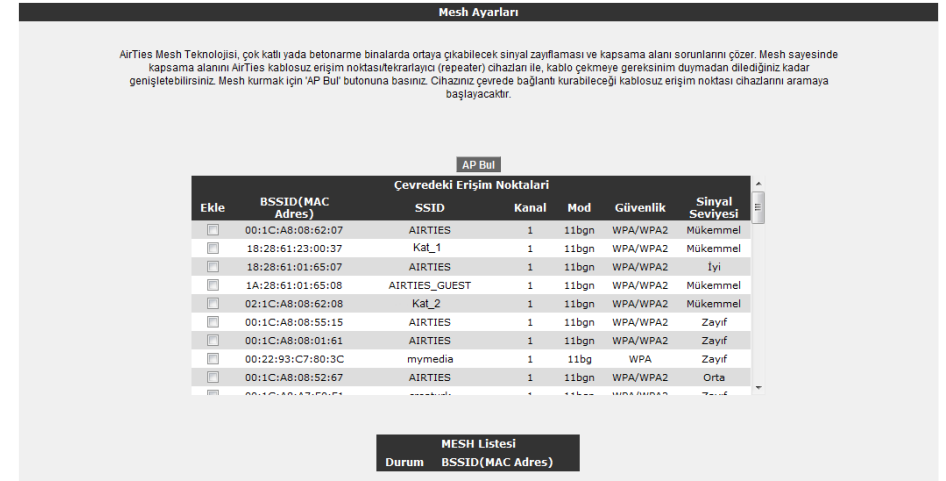 Mesh Ayarları
AirTies Mesh Teknolojisi, çok katlı yada betonarme binalarda ortaya çıkabilecek sinyal zayıflaması ve kapsama alanı sorunlarını çözer. Mesh sayesinde
kapsama alanını AirTies kablosuz erişim noktası/tekrarlayıcı (repeater) cihazları ile, kablo çekmeye gereksinim duymadan dilediğiniz kadar
genişletebilirsiniz. Mesh kurmak için 'AP Bul' butonuna basınız. Cihazınız çevrede bağlantı kurabileceği kablosuz erişim noktası cihazlarını aramaya
başlayacaktır.
AP Bul
Çevredeki Erişim Noktalari
Ekle BSSID(MAC Adres) SSID Kanal Mod Güvenlik Sinyal Seviyesi
00:1C:A8:08:62:07 AIRTIES 1 11bgn WPA/WPA2 Mükemmel
18:28:61:23:00:37 Kat_1 1 11bgn WPA/WPA2 Mükemmel
18:28:61:01:65:07 AIRTIES 1 11bgn WPA/WPA2 İyi
1A:28:61:01:65:08 AIRTIES_GUEST 1 11bgn WPA/WPA2 Mükemmel
02:1C:A8:08:62:08 Kat_2 1 11bgn WPA/WPA2 Mükemmel
00:1C:A8:08:55:15 AIRTIES 1 11bgn WPA/WPA2 Zayıf
00:1C:A8:08:01:61 AIRTIES 1 11bgn WPA/WPA2 Zayıf
00:22:93:C7:80:3C mymedia 1 11bg WPA Zayıf
00:1C:A8:08:52:67 AIRTIES 1 11bgn WPA/WPA2 Orta
1 11bgn WPA/WPA2 Zayıf
MESH Listesi
Durum BSSID(MAC Adres)